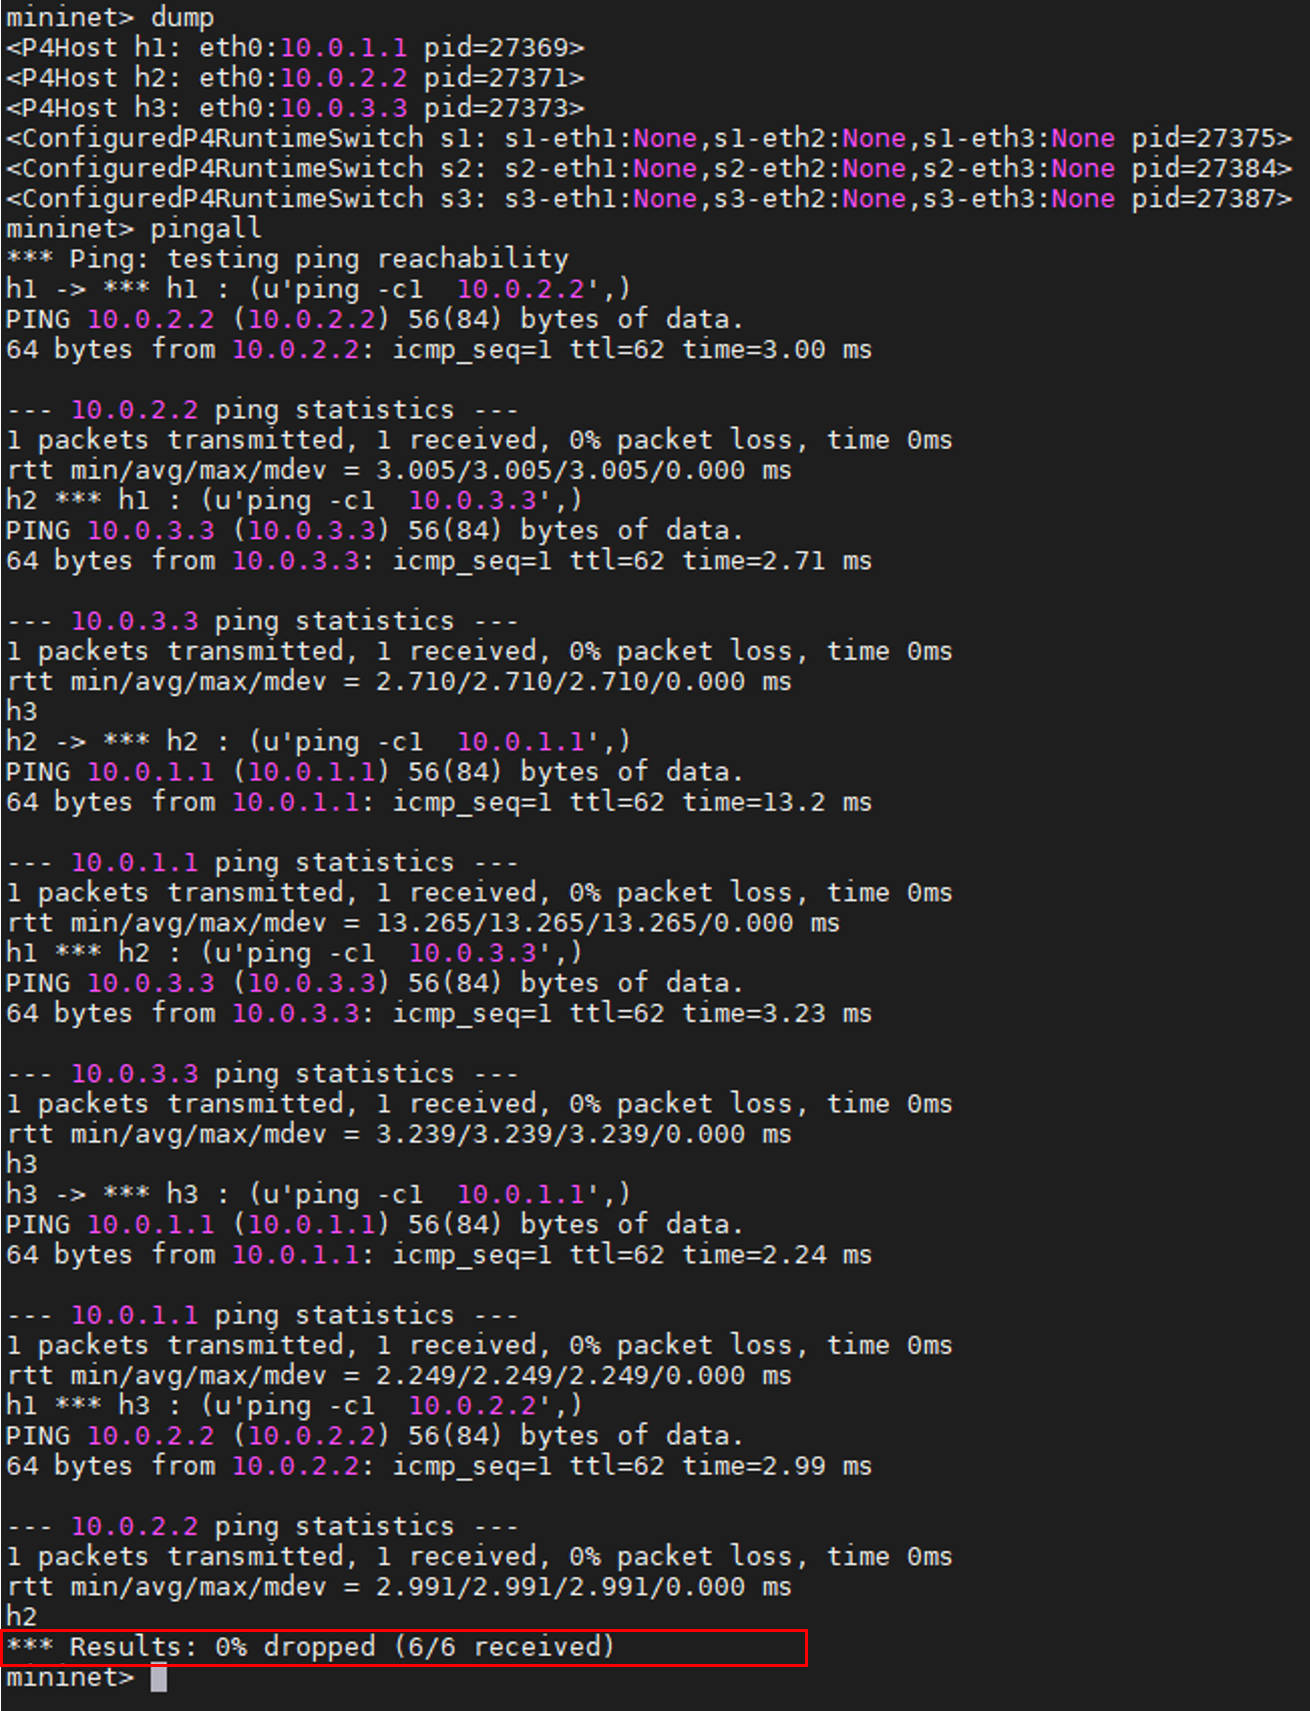 mininet> dump
<P4Host h1: eth0:10.0.1.1 pid=27369>
<P4Host h2: eth0:10.0.2.2 pid=27371>
<P4Host h3: eth0:10.0.3.3 pid=27373>
<ConfiguredP4RuntimeSwitch s1: s1-eth1:None,s1-eth2:None,s1-eth3:None pid=27375>
<ConfiguredP4RuntimeSwitch s2: s2-eth1:None,s2-eth2:None,s2-eth3:None pid=27384>
<ConfiguredP4RuntimeSwitch s3: s3-eth1:None,s3-eth2:None,s3-eth3:None pid=27387>
mininet> pingall
*** Ping: testing ping reachability
h1 -> *** h1 : (u'ping -c1  10.0.2.2',)
PING 10.0.2.2 (10.0.2.2) 56(84) bytes of data.
64 bytes from 10.0.2.2: icmp_seq=1 ttl=62 time=3.00 ms

--- 10.0.2.2 ping statistics ---
1 packets transmitted, 1 received, 0% packet loss, time 0ms
rtt min/avg/max/mdev = 3.005/3.005/3.005/0.000 ms
h2 *** h1 : (u'ping -c1  10.0.3.3',)
PING 10.0.3.3 (10.0.3.3) 56(84) bytes of data.
64 bytes from 10.0.3.3: icmp_seq=1 ttl=62 time=2.71 ms

--- 10.0.3.3 ping statistics ---
1 packets transmitted, 1 received, 0% packet loss, time 0ms
rtt min/avg/max/mdev = 2.710/2.710/2.710/0.000 ms
h3
h2 -> *** h2 : (u'ping -c1  10.0.1.1',)
PING 10.0.1.1 (10.0.1.1) 56(84) bytes of data.
64 bytes from 10.0.1.1: icmp_seq=1 ttl=62 time=13.2 ms

--- 10.0.1.1 ping statistics ---
1 packets transmitted, 1 received, 0% packet loss, time 0ms
rtt min/avg/max/mdev = 13.265/13.265/13.265/0.000 ms
h1 *** h2 : (u'ping -c1  10.0.3.3',)
PING 10.0.3.3 (10.0.3.3) 56(84) bytes of data.
64 bytes from 10.0.3.3: icmp_seq=1 ttl=62 time=3.23 ms

--- 10.0.3.3 ping statistics ---
1 packets transmitted, 1 received, 0% packet loss, time 0ms
rtt min/avg/max/mdev = 3.239/3.239/3.239/0.000 ms
h3
h3 -> *** h3 : (u'ping -c1  10.0.1.1',)
PING 10.0.1.1 (10.0.1.1) 56(84) bytes of data.
64 bytes from 10.0.1.1: icmp_seq=1 ttl=62 time=2.24 ms

--- 10.0.1.1 ping statistics ---
1 packets transmitted, 1 received, 0% packet loss, time 0ms
rtt min/avg/max/mdev = 2.249/2.249/2.249/0.000 ms
h1 *** h3 : (u'ping -c1  10.0.2.2',)
PING 10.0.2.2 (10.0.2.2) 56(84) bytes of data.
64 bytes from 10.0.2.2: icmp_seq=1 ttl=62 time=2.99 ms

--- 10.0.2.2 ping statistics ---
1 packets transmitted, 1 received, 0% packet loss, time 0ms
rtt min/avg/max/mdev = 2.991/2.991/2.991/0.000 ms
h2
*** Results: 0% dropped (6/6 received)
mininet>